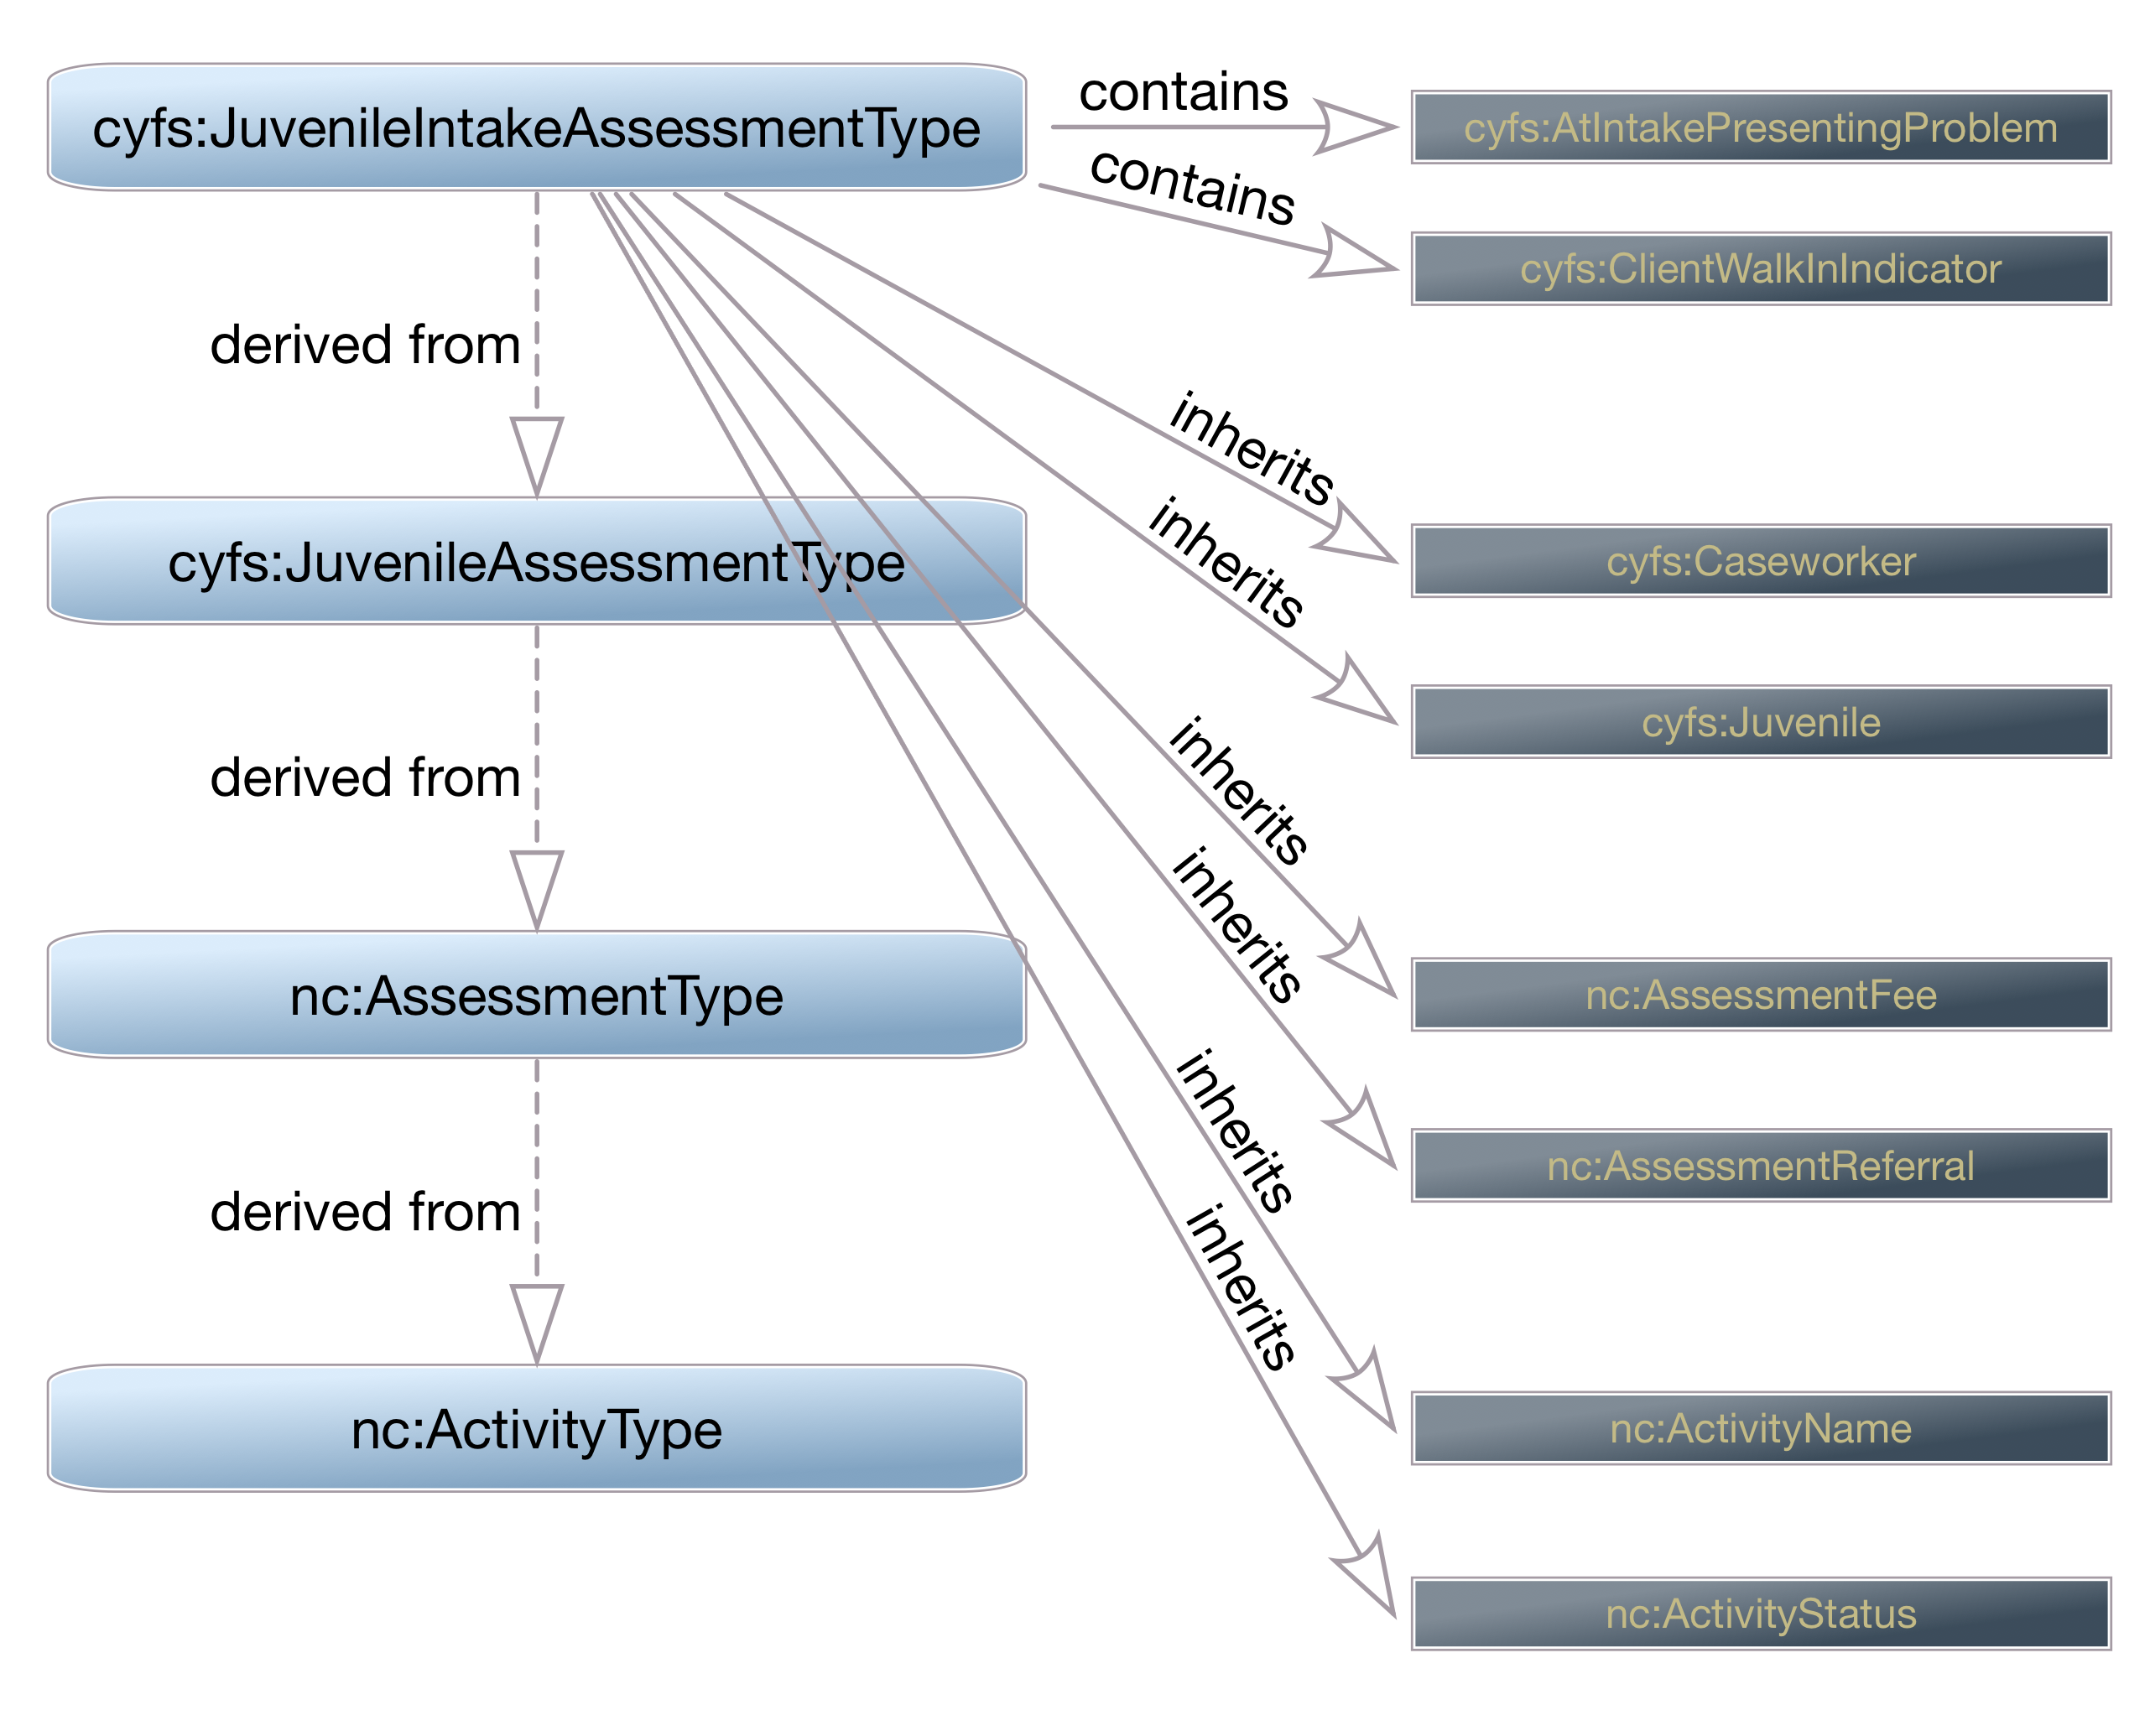 cyfs:JuvenileIntakeAssessmentType
contains
cyfs:AtIntakePresentingProblem
contains
cyfs:ClientWalkInIndicator
derived from
inherits
cyfs:Caseworker
cyfs:JuvenileAssessmentType
inherits
cyfs:Juvenile
derived from
inherits
nc:AssessmentFee
nc:AssessmentType
inherits
nc:AssessmentReferral
derived from
inherits
nc:ActivityName
nc:ActivityType
inherits
nc:ActivityStatus